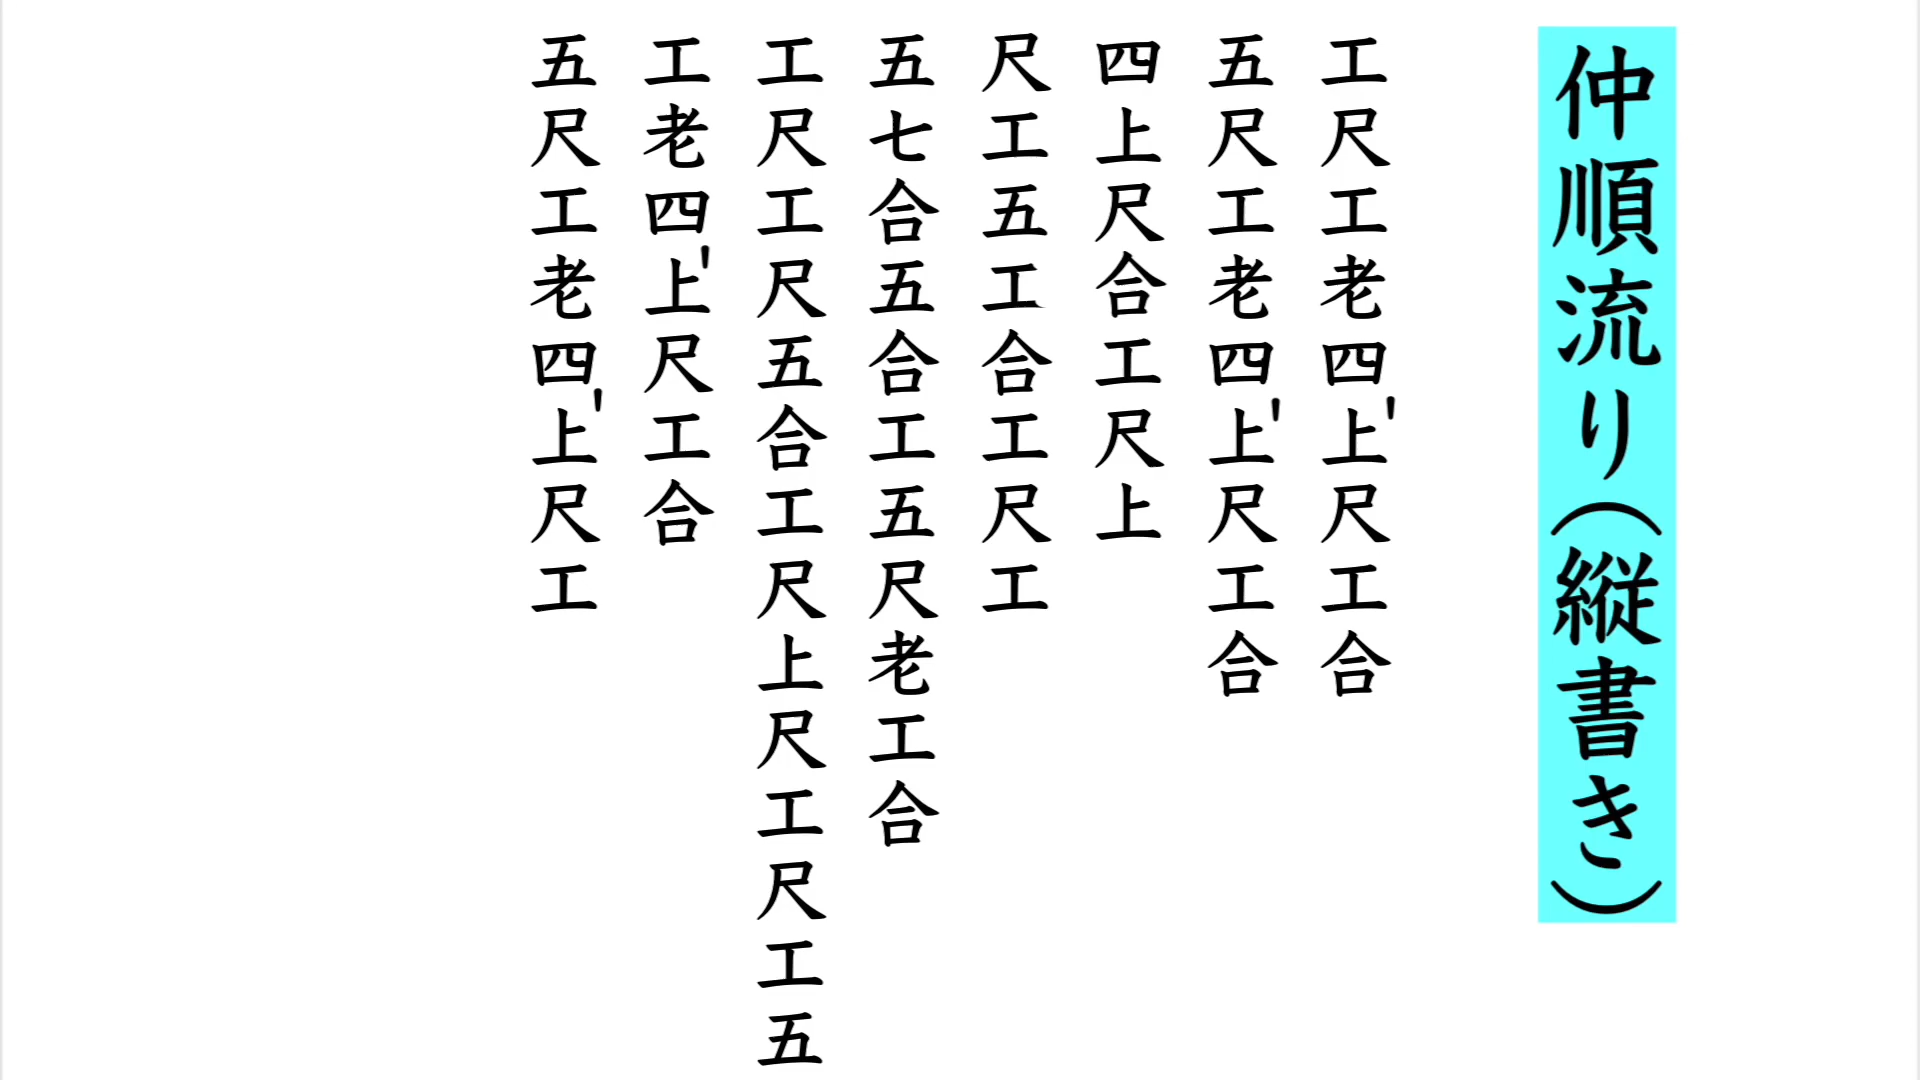 仲順流り(縦書き)
工尺工老四上'尺工合
五尺工老四上'尺工合
四上尺合工尺上
尺工五工合工尺工
五七合五合工五尺老工合
工尺工尺五合工尺上尺工尺工五
工老四上'尺工合
五尺工老四上'尺工